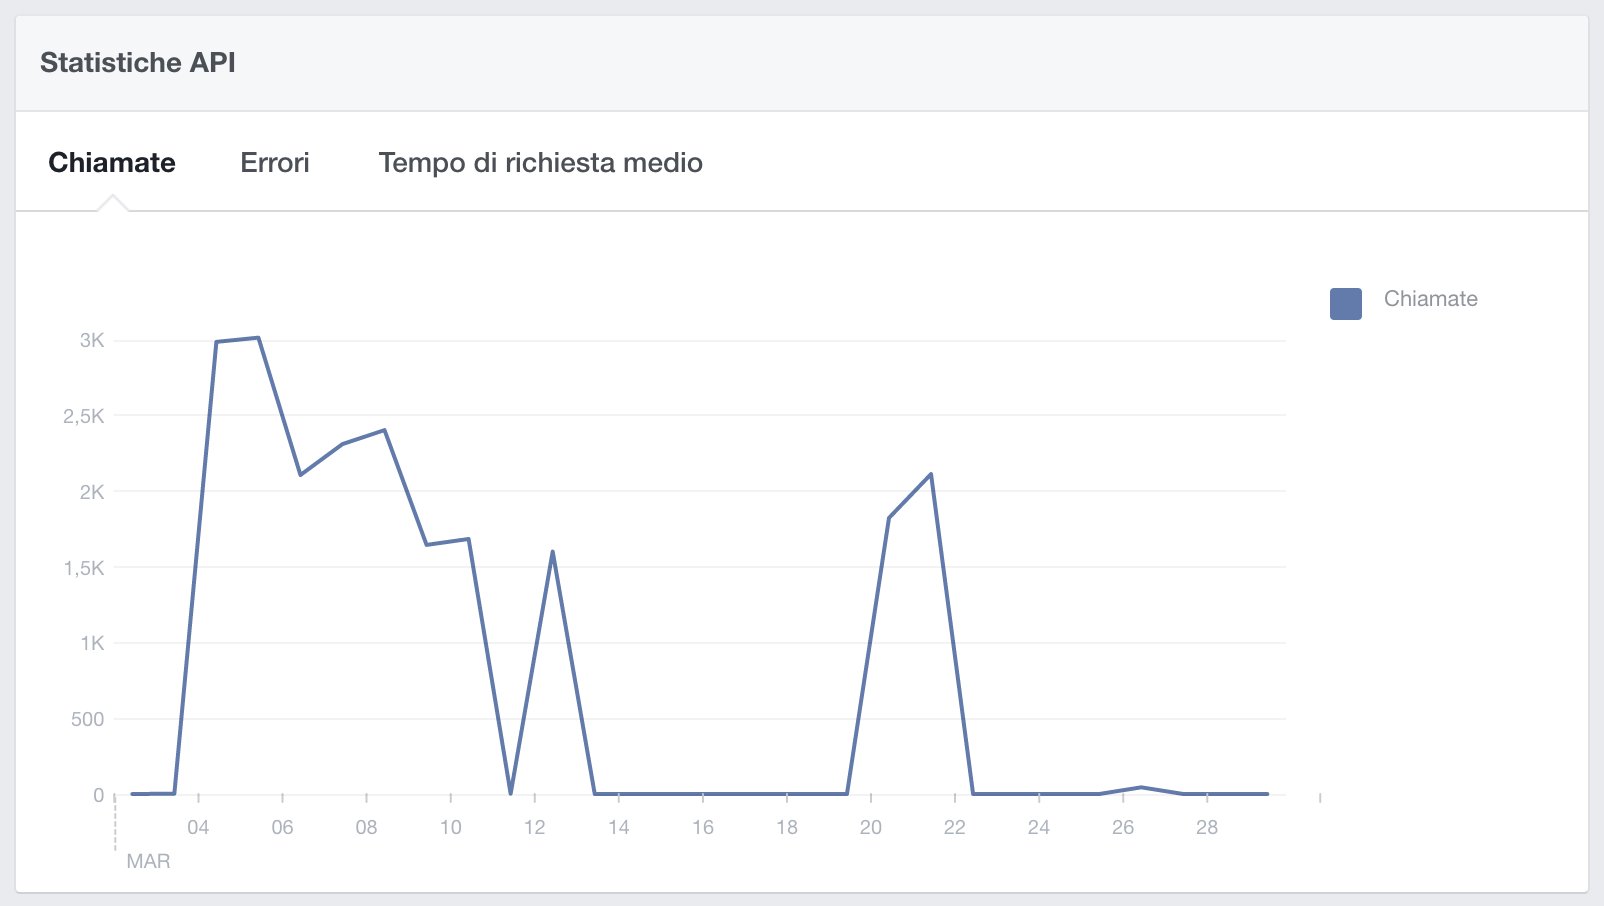 Statistiche API
Chiamate Errori Tempo di richiesta medio
Chiamate
3K
2,5K
2K
1,5K
1K
500
0
04 06 08 10 12 14 16 18 20 22 24 26 28
MAR